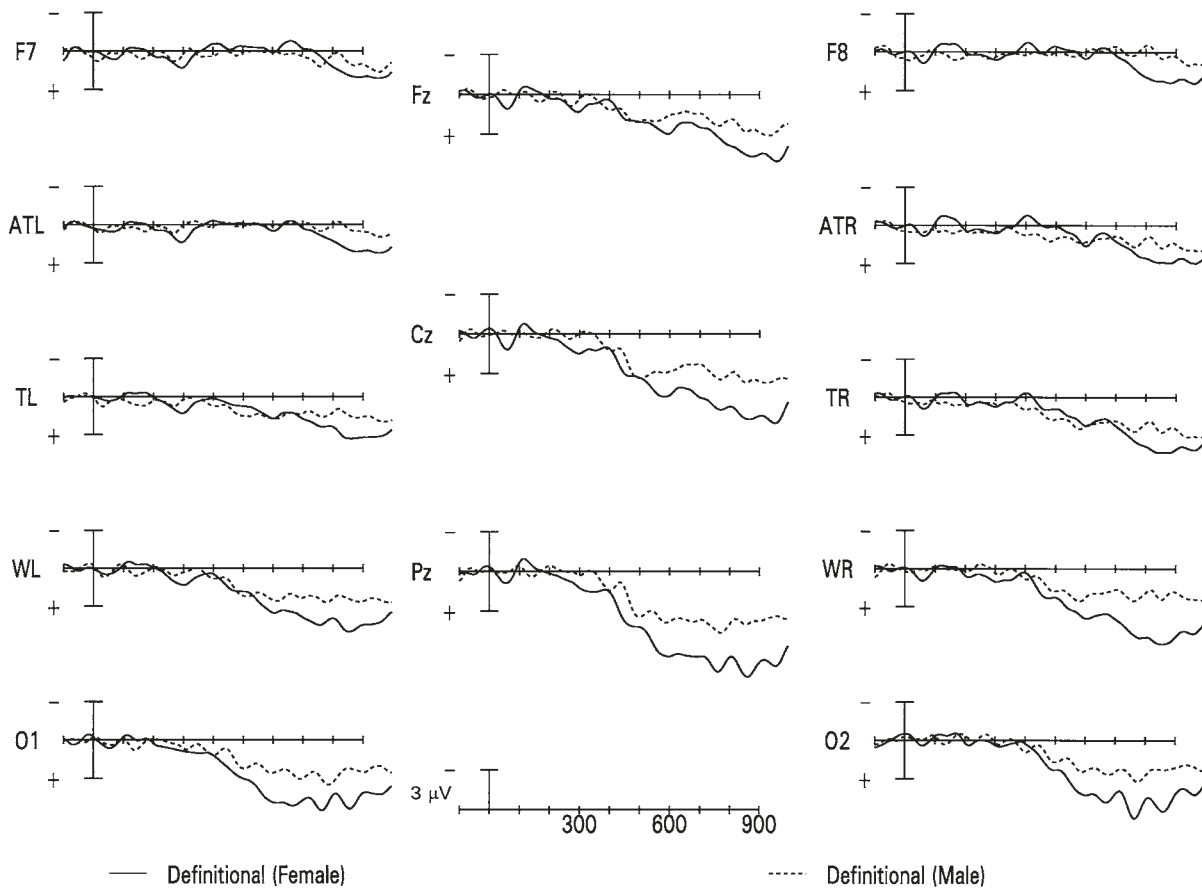 F7
−
+
Fz
−
+
F8
−
+
ATL
−
+
ATR
−
+
Cz
−
+
TL
−
+
TR
−
+
WL
−
+
Pz
−
+
WR
−
+
O1
−
+
O2
−
+
−
3 μV
300 600 900
Definitional (Female) Definitional (Male)